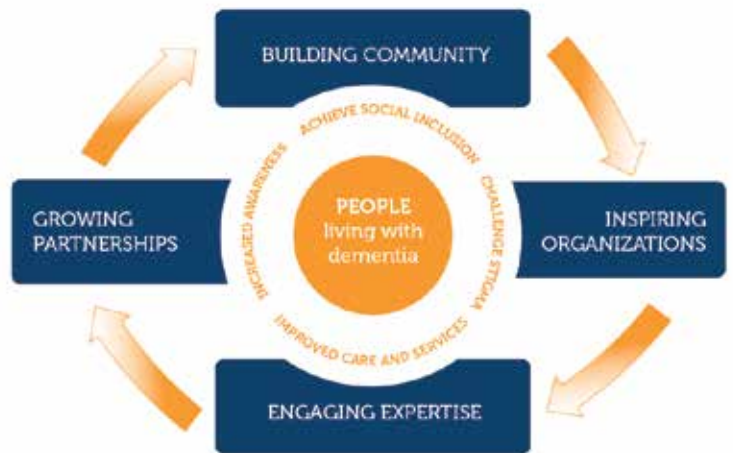 BUILDING COMMUNITY
ACHIEVE SOCIAL INCLUSION
INCREASED AWARENESS
CHALLENGE STIGMA
GROWING
PARTNERSHIPS
PEOPLE
living with
dementia
INSPIRING
ORGANIZATIONS
IMPROVED CARE AND SERVICES
ENGAGING EXPERTISE